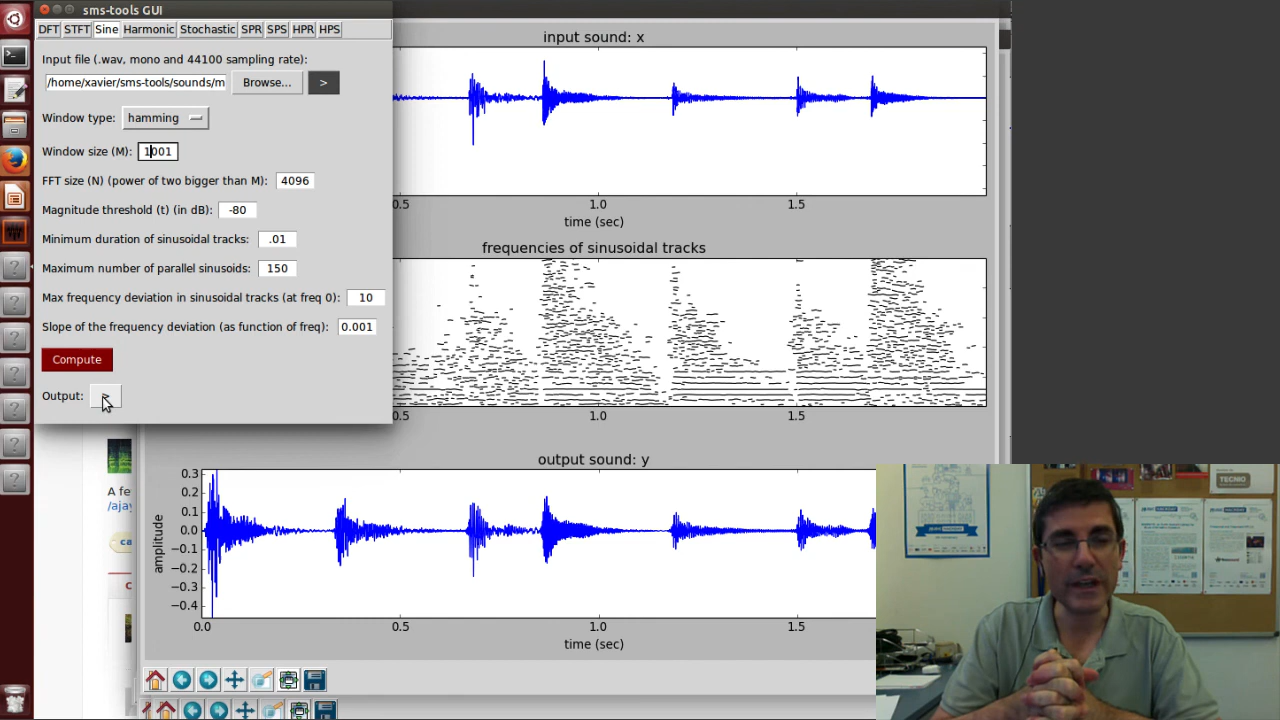 sms-tools GUI
DFT STFT Sine Harmonic Stochastic SPR SPS HPR HPS
Input file (.wav, mono and 44100 sampling rate):
/home/xavier/sms-tools/sounds/m Browse... >
Window type: hamming
Window size (M): 1001
FFT size (N) (power of two bigger than M): 4096
Magnitude threshold (t) (in dB): -80
Minimum duration of sinusoidal tracks: .01
Maximum number of parallel sinusoids: 150
Max frequency deviation in sinusoidal tracks (at freq 0): 10
Slope of the frequency deviation (as function of freq): 0.001
Compute
Output: >
input sound: x
0.5 1.0 1.5
time (sec)
frequencies of sinusoidal tracks
0.5 1.0 1.5
output sound: y
amplitude
0.3
0.2
0.1
0.0
−0.1
−0.2
−0.3
−0.4
0.0 0.5 1.0 1.5
time (sec)
A fe
/ajay
ca
TECMO